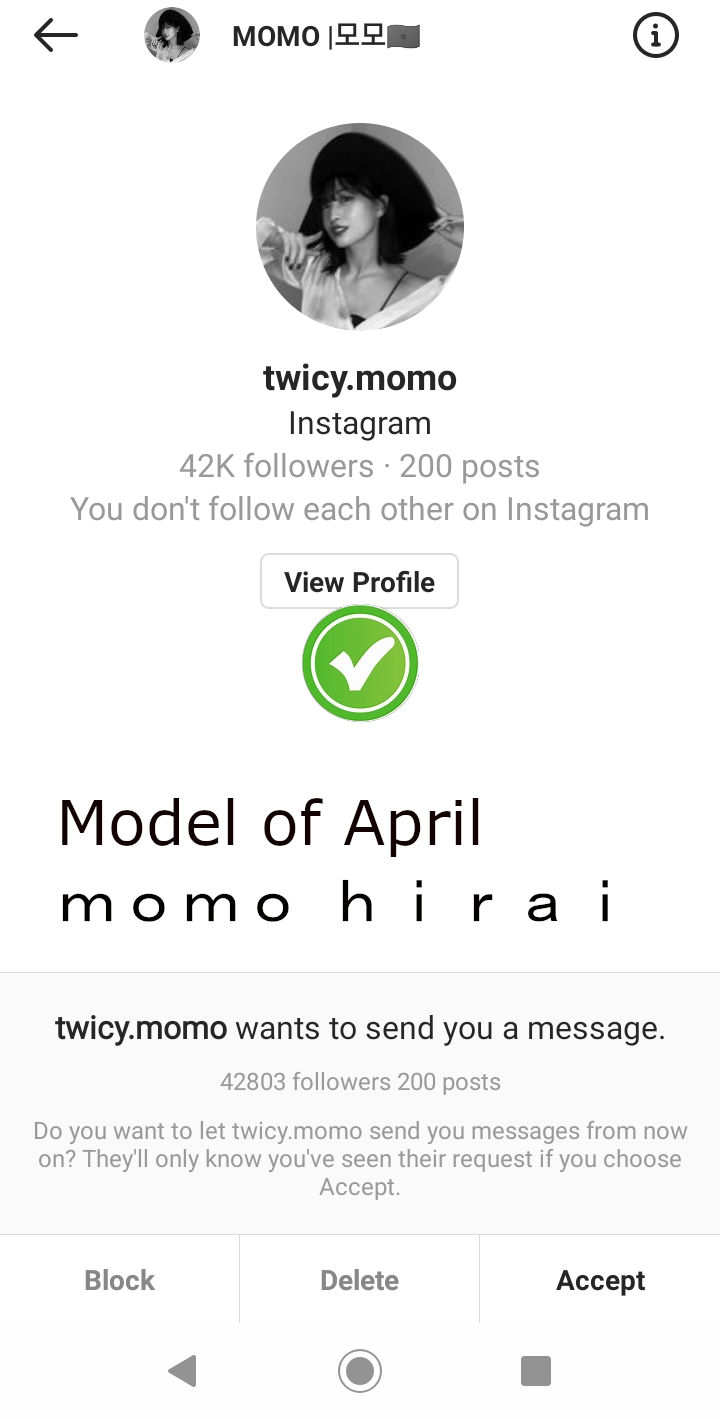 MOMO |모모🇲🇦
twicy.momo
Instagram
42K followers · 200 posts
You don't follow each other on Instagram
View Profile
Model of April
momo hirai
twicy.momo wants to send you a message.
42803 followers 200 posts
Do you want to let twicy.momo send you messages from now
on? They'll only know you've seen their request if you choose
Accept.
Block
Delete
Accept